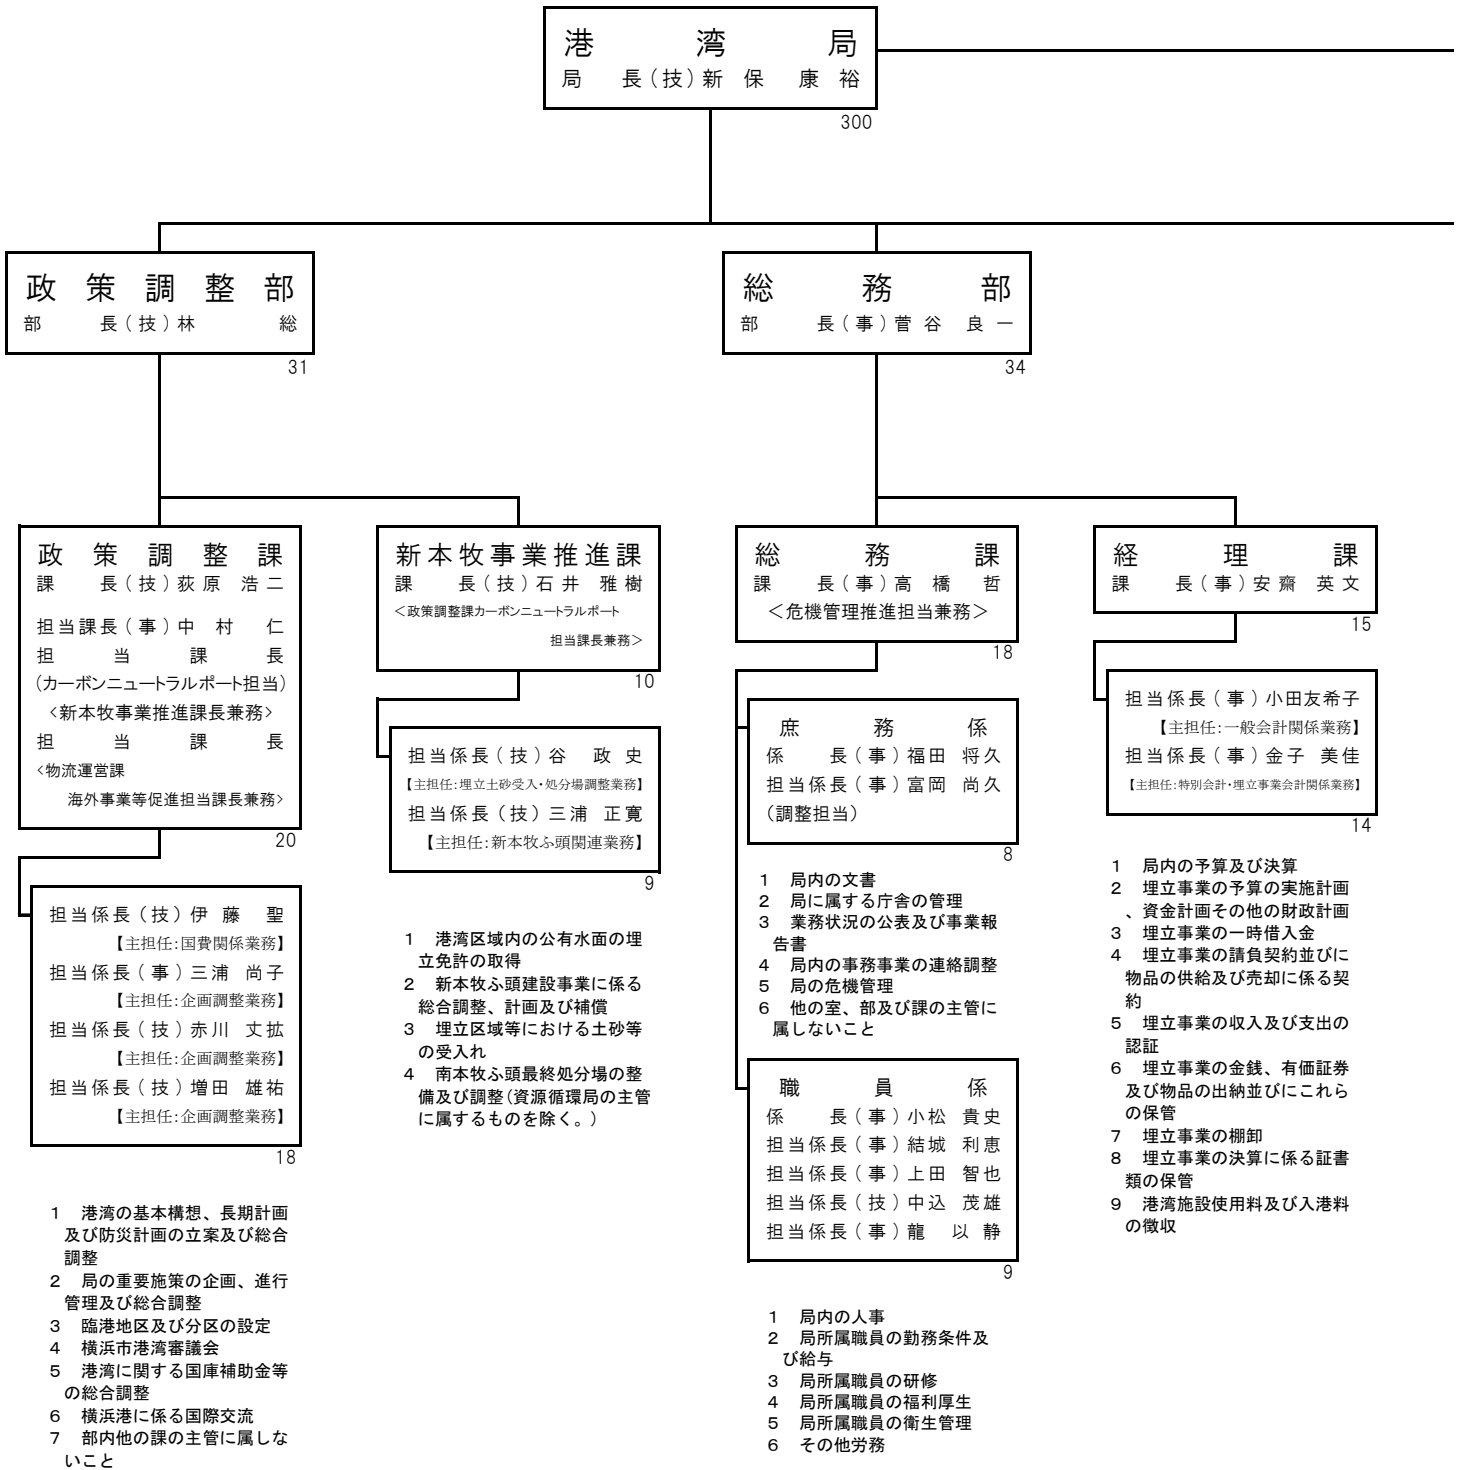 港湾局
局長(技)新保康裕
300
政策調整部
部長(技)林総
31
総務部
部長(事)菅谷良一
34
政策調整課
課長(技)荻原浩二
担当課長(事)中村仁
担当課長
(カーボンニュートラルポート担当)
<新本牧事業推進課長兼務>
担当課長
<物流運営課
海外事業等促進担当課長兼務>
20
担当係長(技)伊藤聖
【主担任:国費関係業務】
担当係長(事)三浦尚子
【主担任:企画調整業務】
担当係長(技)赤川丈拡
【主担任:企画調整業務】
担当係長(技)増田雄祐
【主担任:企画調整業務】
18
1 港湾の基本構想、長期計画
及び防災計画の立案及び総合
調整
2 局の重要施策の企画、進行
管理及び総合調整
3 臨港地区及び分区の設定
4 横浜市港湾審議会
5 港湾に関する国庫補助金等
の総合調整
6 横浜港に係る国際交流
7 部内他の課の主管に属しな
いこと
新本牧事業推進課
課長(技)石井雅樹
<政策調整課カーボンニュートラルポート
担当課長兼務>
10
担当係長(技)谷政史
【主担任:埋立土砂受入・処分場調整業務】
担当係長(技)三浦正寛
【主担任:新本牧ふ頭関連業務】
9
1 港湾区域内の公有水面の埋
立免許の取得
2 新本牧ふ頭建設事業に係る
総合調整、計画及び補償
3 埋立区域等における土砂等
の受入れ
4 南本牧ふ頭最終処分場の整
備及び調整(資源循環局の主管
に属するものを除く。)
総務課
課長(事)高橋哲
<危機管理推進担当兼務>
18
庶務係
係長(事)福田将久
担当係長(事)富岡尚久
(調整担当)
8
1 局内の文書
2 局に属する庁舎の管理
3 業務状況の公表及び事業報
告書
4 局内の事務事業の連絡調整
5 局の危機管理
6 他の室、部及び課の主管に
属しないこと
職員係
係長(事)小松貴史
担当係長(事)結城利恵
担当係長(事)上田智也
担当係長(技)中込茂雄
担当係長(事)龍以静
9
1 局内の人事
2 局所属職員の勤務条件及
び給与
3 局所属職員の研修
4 局所属職員の福利厚生
5 局所属職員の衛生管理
6 その他労務
経理課
課長(事)安齋英文
15
担当係長(事)小田友希子
【主担任:一般会計関係業務】
担当係長(事)金子美佳
【主担任:特別会計・埋立事業会計関係業務】
14
1 局内の予算及び決算
2 埋立事業の予算の実施計画
、資金計画その他の財政計画
3 埋立事業の一時借入金
4 埋立事業の請負契約並びに
物品の供給及び売却に係る契
約
5 埋立事業の収入及び支出の
認証
6 埋立事業の金銭、有価証券
及び物品の出納並びにこれら
の保管
7 埋立事業の棚卸
8 埋立事業の決算に係る証書
類の保管
9 港湾施設使用料及び入港料
の徴収